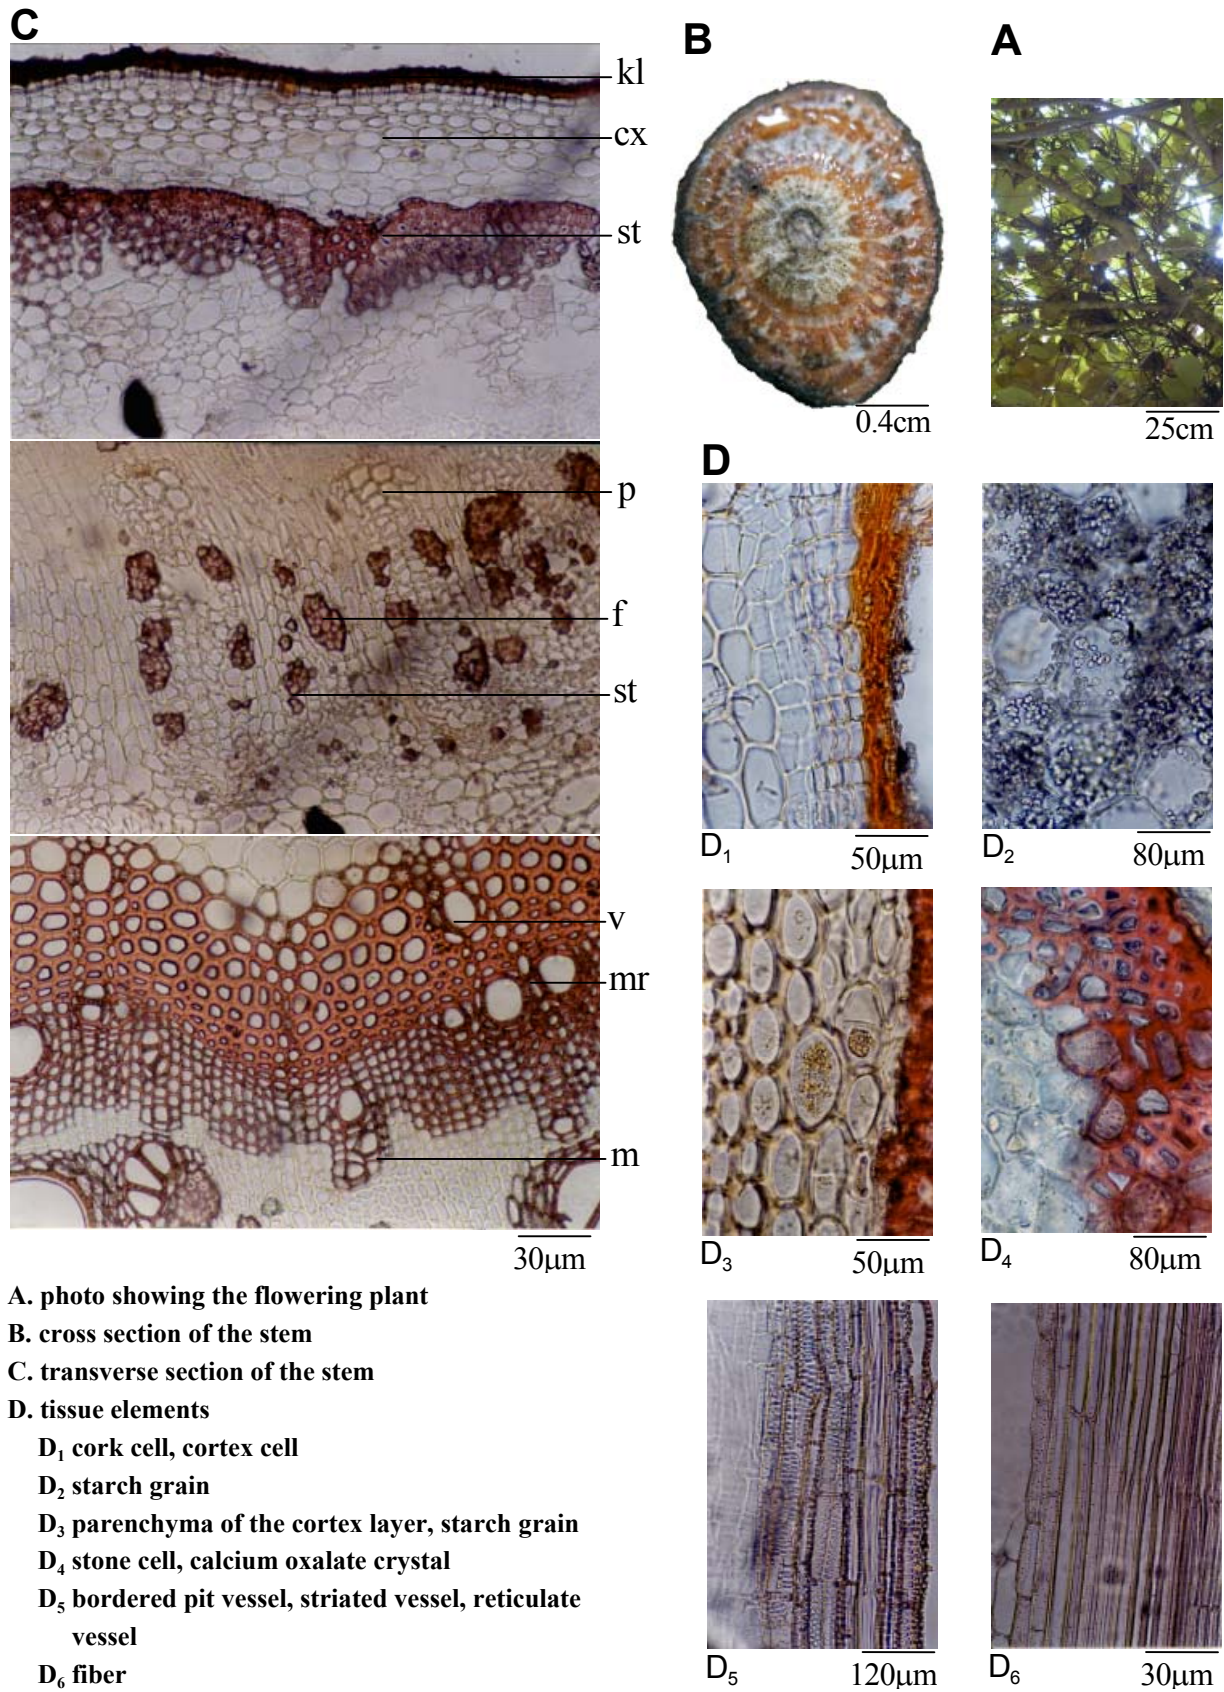 C
kl
cx
st
p
f
st
v
mr
m
30μm
B
0.4cm
A
25cm
D
D1
50μm
D2
80μm
D3
50μm
D4
80μm
D5
120μm
D6
30μm
A. photo showing the flowering plant
B. cross section of the stem
C. transverse section of the stem
D. tissue elements
D1 cork cell, cortex cell
D2 starch grain
D3 parenchyma of the cortex layer, starch grain
D4 stone cell, calcium oxalate crystal
D5 bordered pit vessel, striated vessel, reticulate
vessel
D6 fiber